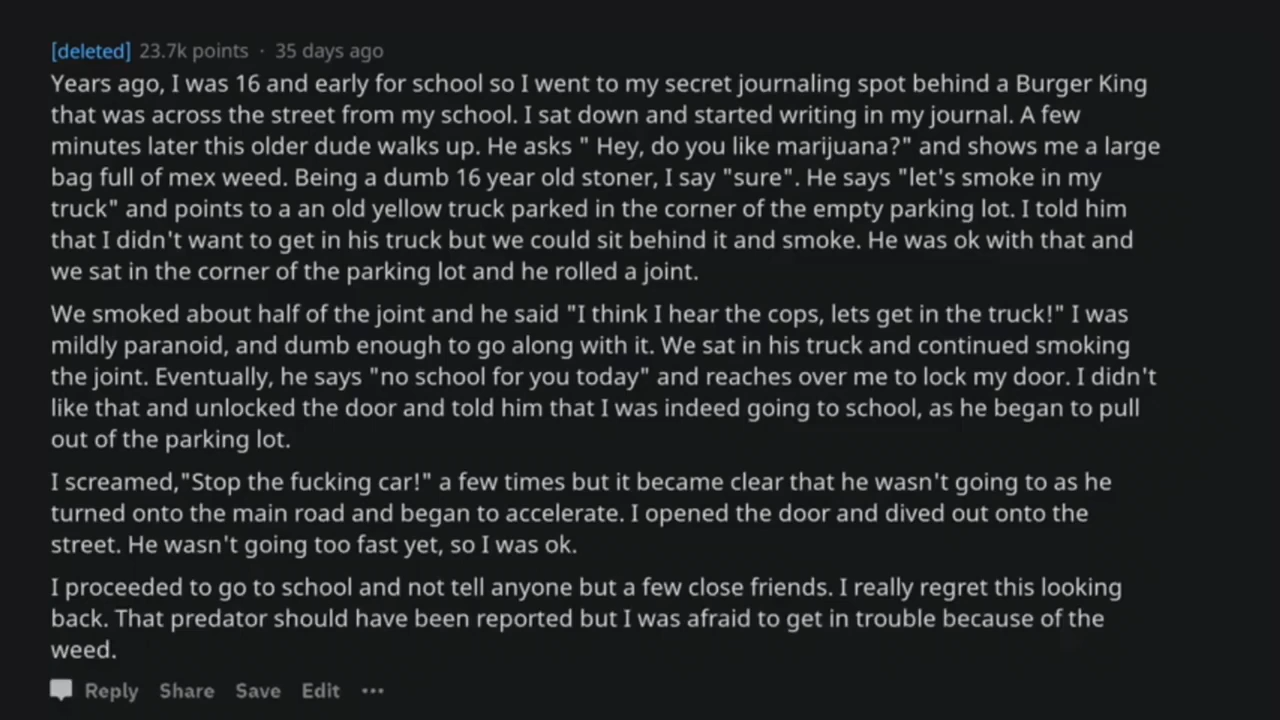 [deleted] 23.7k points · 35 days ago
Years ago, I was 16 and early for school so I went to my secret journaling spot behind a Burger King
that was across the street from my school. I sat down and started writing in my journal. A few
minutes later this older dude walks up. He asks " Hey, do you like marijuana?" and shows me a large
bag full of mex weed. Being a dumb 16 year old stoner, I say "sure". He says "let's smoke in my
truck" and points to a an old yellow truck parked in the corner of the empty parking lot. I told him
that I didn't want to get in his truck but we could sit behind it and smoke. He was ok with that and
we sat in the corner of the parking lot and he rolled a joint.
We smoked about half of the joint and he said "I think I hear the cops, lets get in the truck!" I was
mildly paranoid, and dumb enough to go along with it. We sat in his truck and continued smoking
the joint. Eventually, he says "no school for you today" and reaches over me to lock my door. I didn't
like that and unlocked the door and told him that I was indeed going to school, as he began to pull
out of the parking lot.
I screamed,"Stop the fucking car!" a few times but it became clear that he wasn't going to as he
turned onto the main road and began to accelerate. I opened the door and dived out onto the
street. He wasn't going too fast yet, so I was ok.
I proceeded to go to school and not tell anyone but a few close friends. I really regret this looking
back. That predator should have been reported but I was afraid to get in trouble because of the
weed.
Reply Share Save Edit ···